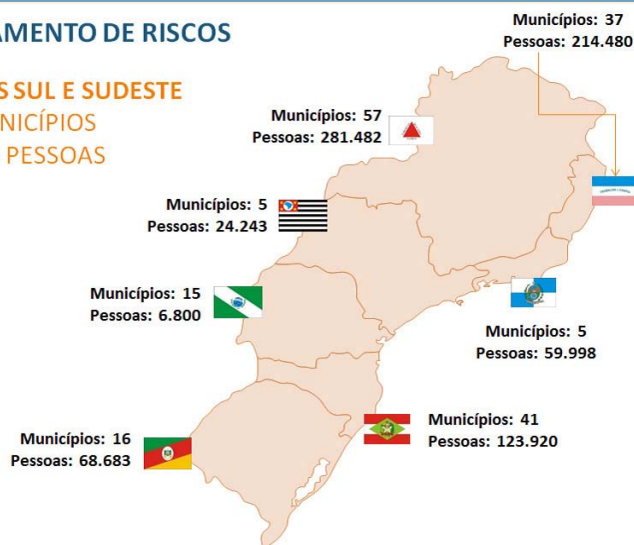 AMENTO DE RISCOS
S SUL E SUDESTE
NICÍPIOS
PESSOAS
Municípios: 37
Pessoas: 214.480
Municípios: 57
Pessoas: 281.482
Municípios: 5
Pessoas: 24.243
Municípios: 15
Pessoas: 6.800
Municípios: 5
Pessoas: 59.998
Municípios: 41
Pessoas: 123.920
Municípios: 16
Pessoas: 68.683